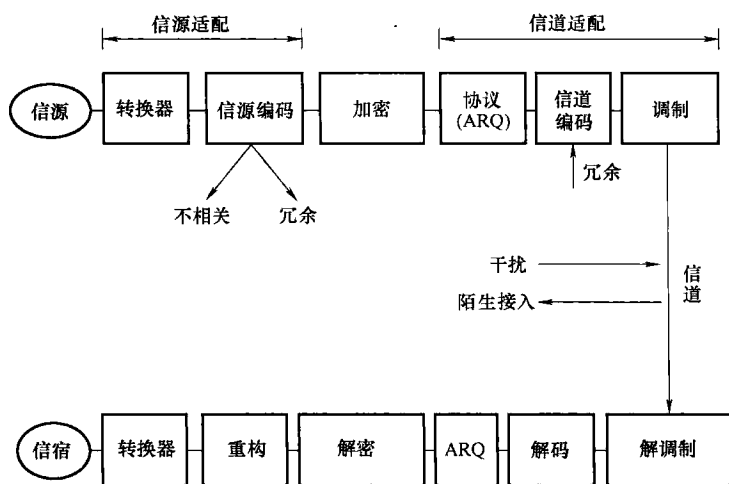 信源适配
信道适配
信源
转换器
信源编码
加密
协议
(ARQ)
信道
编码
调制
不相关
冗余
冗余
干扰
陌生接入
信道
信宿
转换器
重构
解密
ARQ
解码
解调制